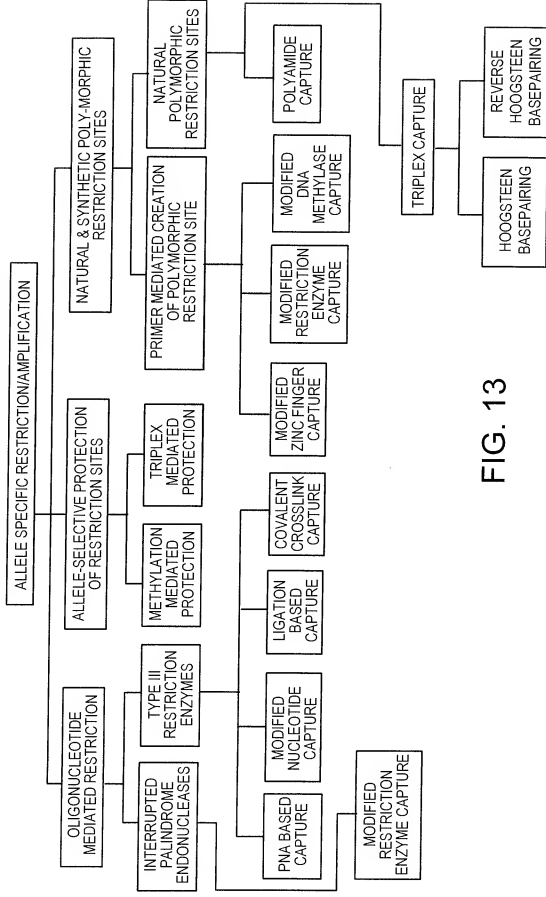 ALLELE SPECIFIC RESTRICTION/AMPLIFICATION
OLIGONUCLEOTIDE
MEDIATED RESTRICTION
ALLELE-SELECTIVE PROTECTION
OF RESTRICTION SITES
NATURAL & SYNTHETIC POLY-MORPHIC
RESTRICTION SITES
INTERRUPTED
PALINDROME
ENDONUCLEASES
TYPE III
RESTRICTION
ENZYMES
METHYLATION
MEDIATED
PROTECTION
TRIPLEX
MEDIATED
PROTECTION
PRIMER MEDIATED CREATION
OF POLYMORPHIC
RESTRICTION SITE
NATURAL
POLYMORPHIC
RESTRICTION SITES
PNA BASED
CAPTURE
MODIFIED
NUCLEOTIDE
CAPTURE
LIGATION
BASED
CAPTURE
COVALENT
CROSSLINK
CAPTURE
MODIFIED
ZINC FINGER
CAPTURE
MODIFIED
RESTRICTION
ENZYME
CAPTURE
MODIFIED
DNA
METHYLASE
CAPTURE
POLYAMIDE
CAPTURE
MODIFIED
RESTRICTION
ENZYME CAPTURE
TRIPLEX CAPTURE
HOOGSTEEN
BASEPAIRING
REVERSE
HOOGSTEEN
BASEPAIRING
FIG. 13